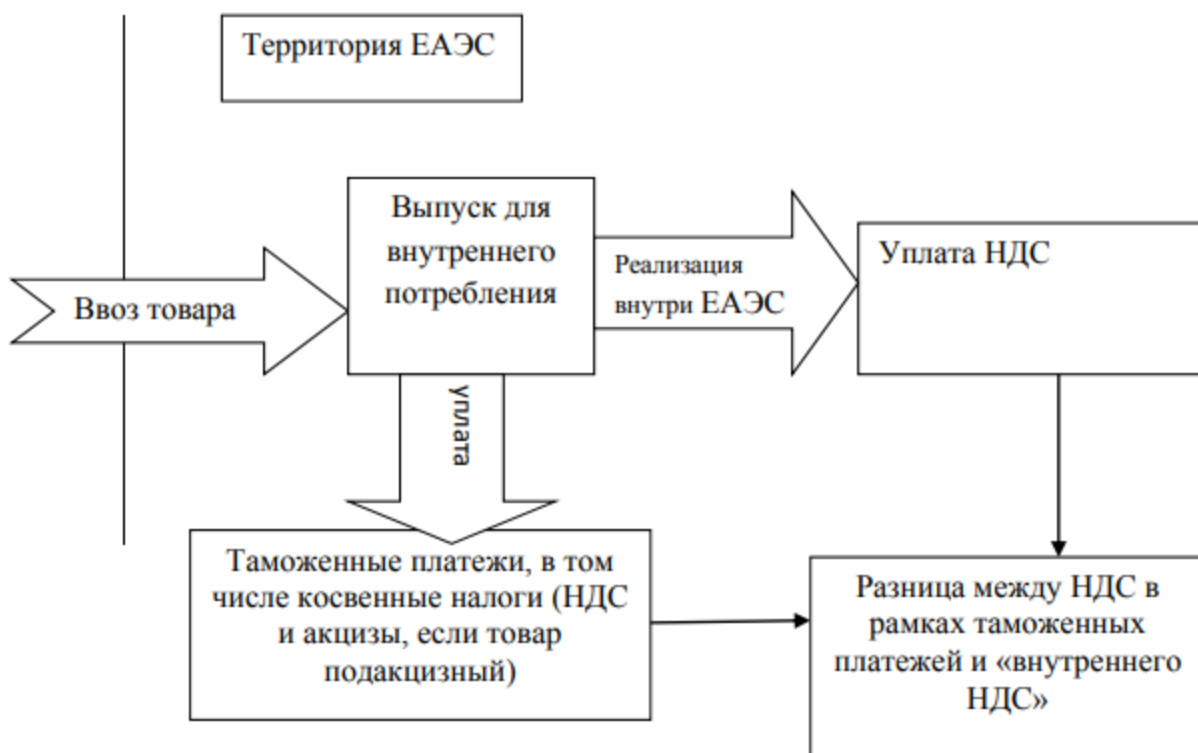 Территория ЕАЭС
Выпуск для
внутреннего
потребления
Ввоз товара
Реализация
внутри ЕАЭС
Уплата НДС
уплата
Таможенные платежи, в том
числе косвенные налоги (НДС
и акцизы, если товар
подакцизный)
Разница между НДС в
рамках таможенных
платежей и «внутреннего
НДС»